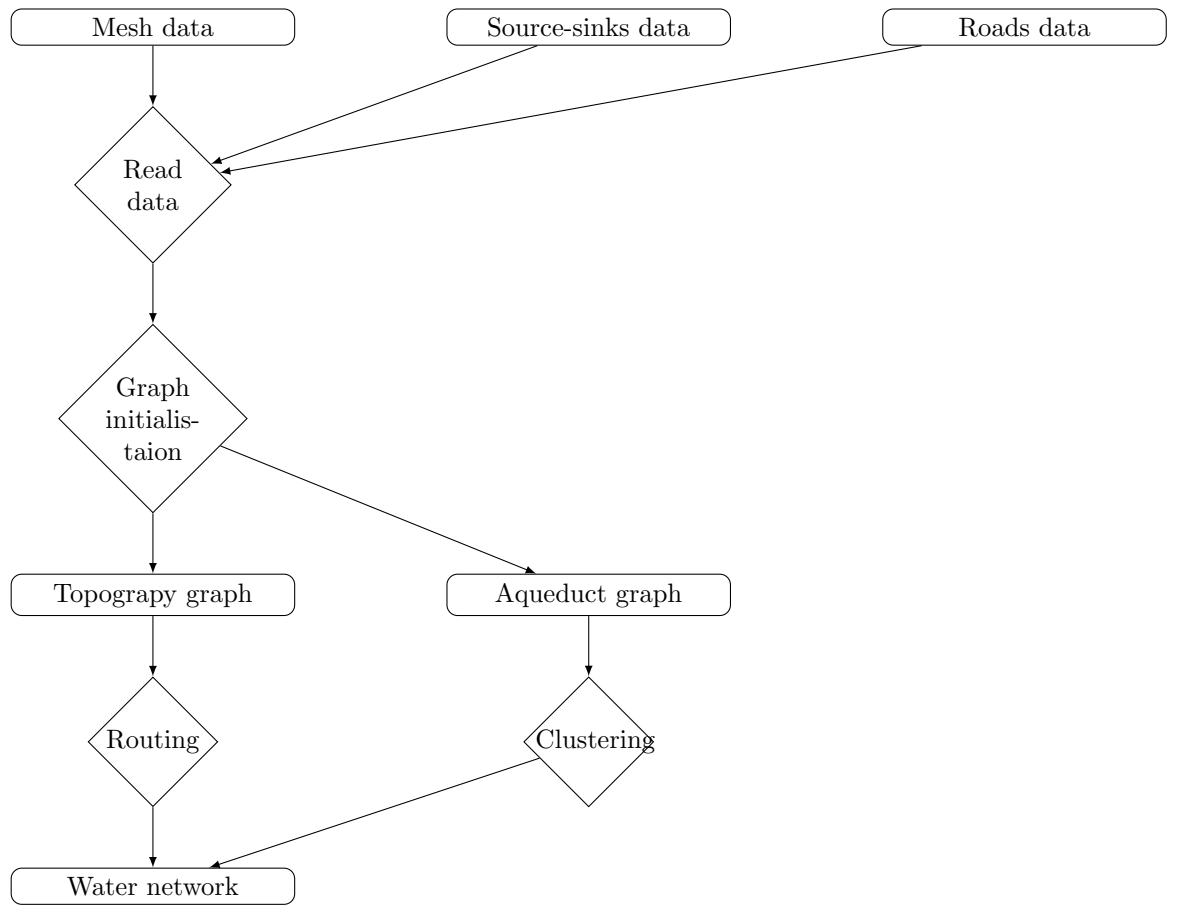 Mesh data
Source-sinks data
Roads data
Read
data
Graph
initialis-
taion
Topograpy graph
Aqueduct graph
Routing
Clustering
Water network